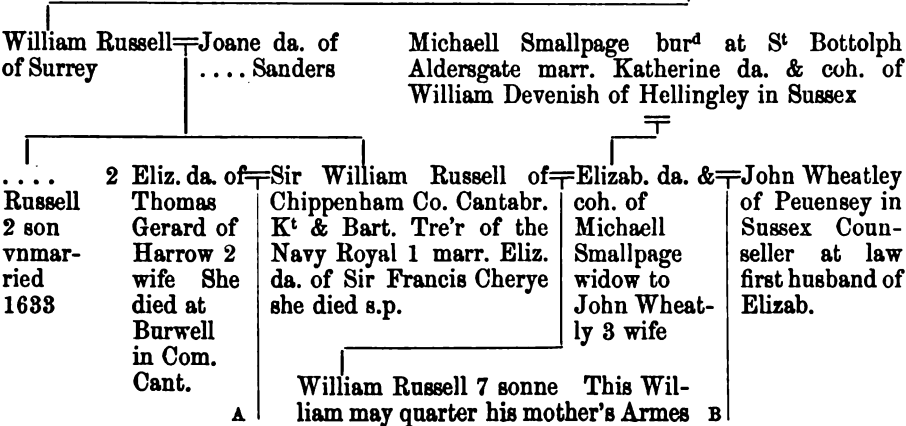 William Russell
of Surrey
Joane da. of
.... Sanders
Michaell Smallpage burᵈ at Sᵗ Bottolph
Aldersgate marr. Katherine da. & coh. of
William Devenish of Hellingley in Sussex
....
Russell
2 son
vnmar-
ried
1633
2 Eliz. da. of
Thomas
Gerard of
Harrow 2
wife She
died at
Burwell
in Com.
Cant.
Sir William Russell of
Chippenham Co. Cantabr.
Kᵗ & Bart. Tre'r of the
Navy Royal 1 marr. Eliz.
da. of Sir Francis Cherye
she died s.p.
Elizab. da. &
coh. of
Michaell
Smallpage
widow to
John Wheat-
ly 3 wife
John Wheatley
of Peuensey in
Sussex Coun-
seller at law
first husband of
Elizab.
William Russell 7 sonne This Wil-
liam may quarter his mother's Armes
A
B